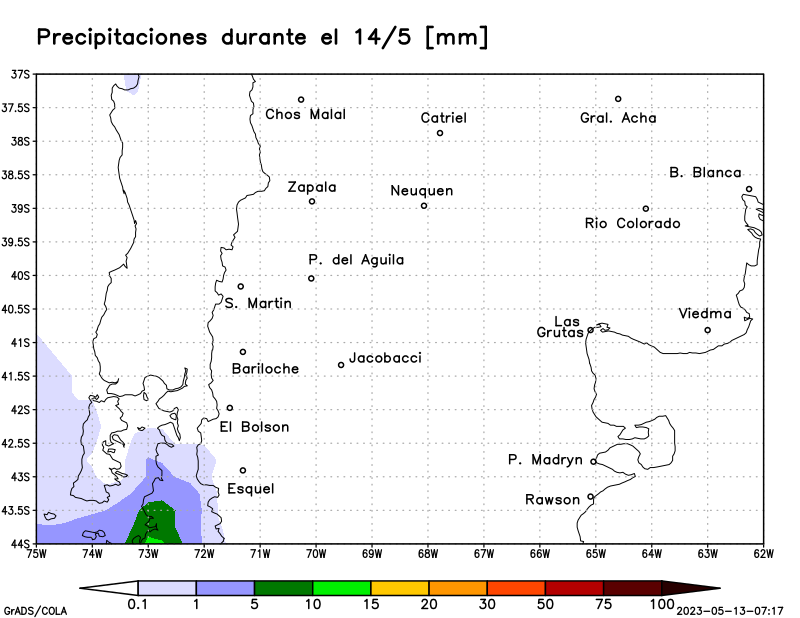 Precipitaciones durante el 14/5 [mm]
37S
37.5S
38S
38.5S
39S
39.5S
40S
40.5S
41S
41.5S
42S
42.5S
43S
43.5S
44S
Chos Malal
Catriel
Gral. Acha
B. Blanca
Zapala
Neuquen
Rio Colorado
P. del Aguila
S. Martin
Viedma
Las
Grutas
Jacobacci
Bariloche
El Bolson
P. Madryn
Esquel
Rawson
75W 74W 73W 72W 71W 70W 69W 68W 67W 66W 65W 64W 63W 62W
0.1 1 5 10 15 20 30 50 75 100
GrADS/COLA
2023-05-13-07:17